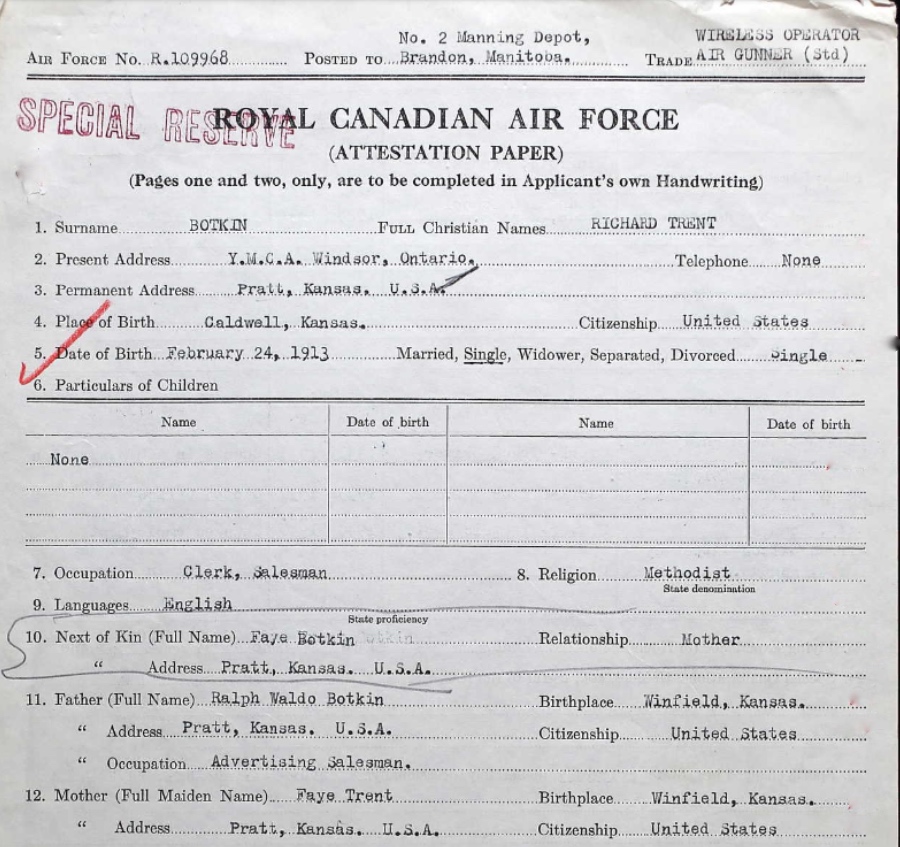 No. 2 Manning Depot, WIRELESS OPERATOR
AIR FORCE No. R.109968 POSTED TO Brandon, Manitoba. TRADE AIR GUNNER (Std)
SPECIAL RESERVE
ROYAL CANADIAN AIR FORCE
(ATTESTATION PAPER)
(Pages one and two, only, are to be completed in Applicant's own Handwriting)
1. Surname BOTKIN FULL Christian Names RICHARD TRENT
2. Present Address Y.M.C.A. Windsor, Ontario. Telephone None
3. Permanent Address Pratt, Kansas. U.S.A.
4. Place of Birth Caldwell, Kansas. Citizenship United States
5. Date of Birth February 24, 1913 Married, Single, Widower, Separated, Divorced Single
6. Particulars of Children
Name Date of birth Name Date of birth
None
7. Occupation Clerk, Salesman 8. Religion Methodist
State denomination
9. Languages English
State proficiency
10. Next of Kin (Full Name) Faye Botkin Relationship Mother
" Address Pratt, Kansas. U.S.A.
11. Father (Full Name) Ralph Waldo Botkin Birthplace Winfield, Kansas.
" Address Pratt, Kansas. U.S.A. Citizenship United States
" Occupation Advertising Salesman.
12. Mother (Full Maiden Name) Faye Trent Birthplace Winfield, Kansas.
" Address Pratt, Kansas. U.S.A. Citizenship United States